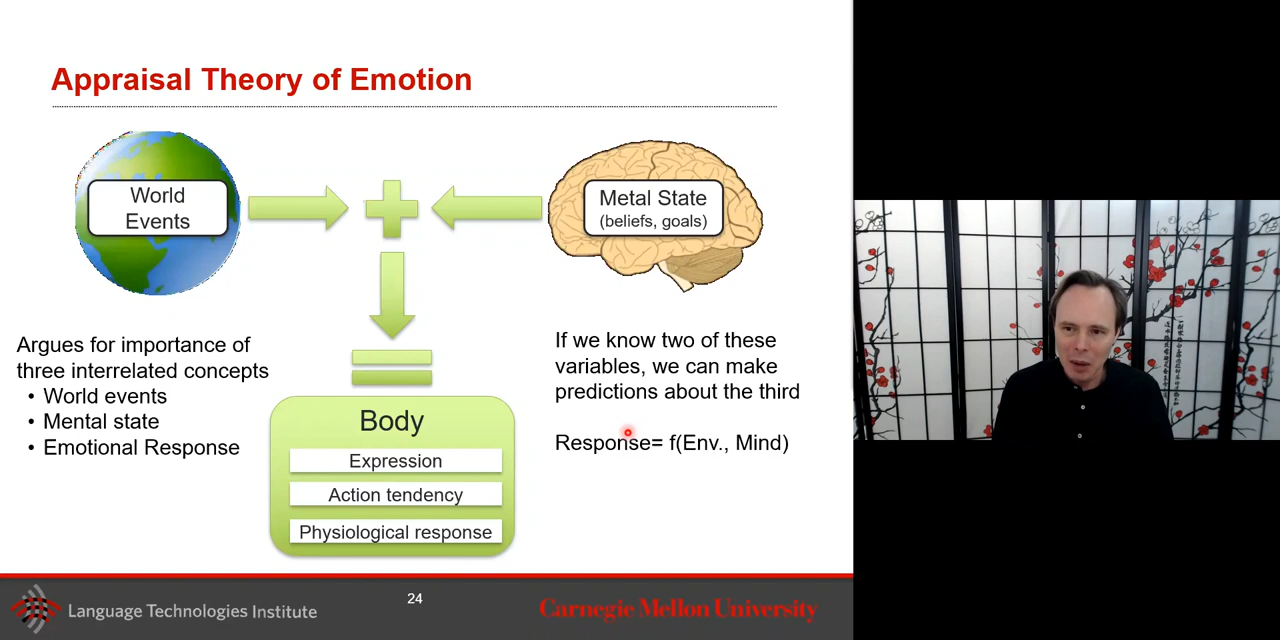 Appraisal Theory of Emotion
World
Events
Metal State
(beliefs, goals)
Argues for importance of
three interrelated concepts
• World events
• Mental state
• Emotional Response
Body
Expression
Action tendency
Physiological response
If we know two of these
variables, we can make
predictions about the third
Response= f(Env., Mind)
Language Technologies Institute
24
Carnegie Mellon University